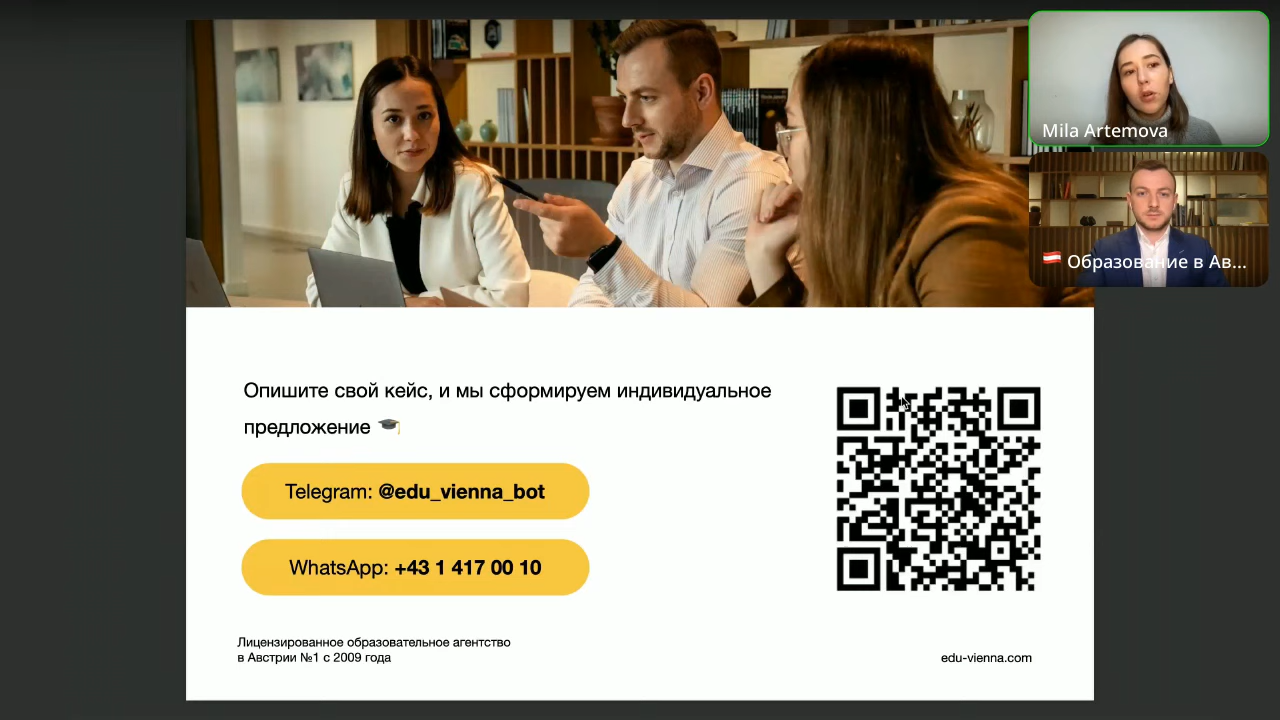 Mila Artemova
Образование в Ав...
Опишите свой кейс, и мы сформируем индивидуальное
предложение 🎓
Telegram: @edu_vienna_bot
WhatsApp: +43 1 417 00 10
Лицензированное образовательное агентство
в Австрии №1 с 2009 года
edu-vienna.com